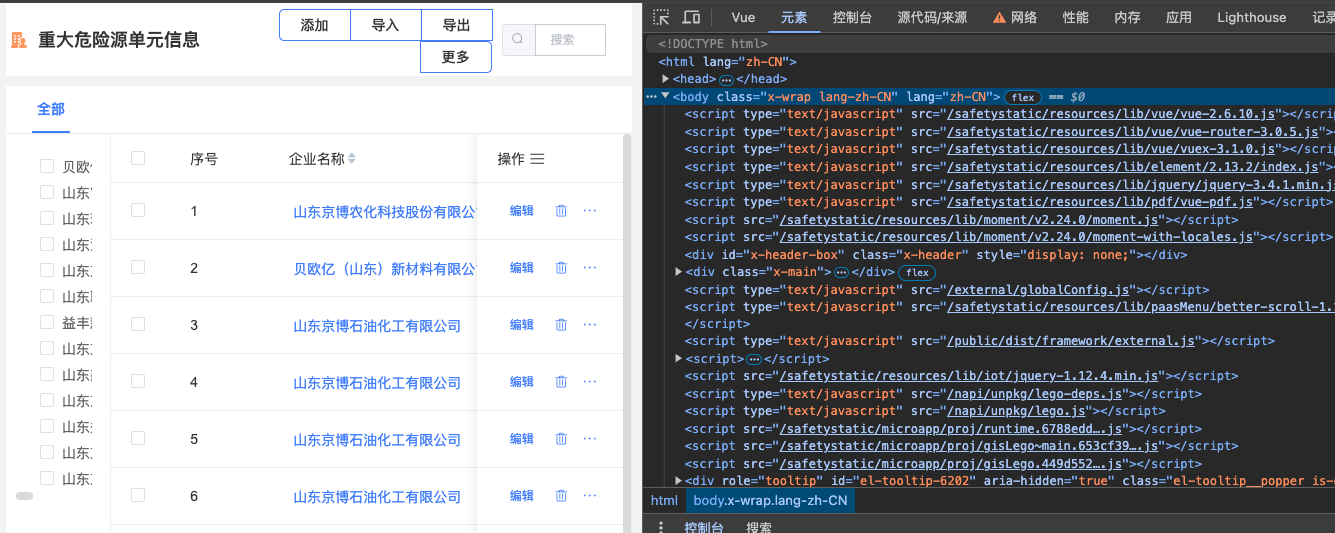 重大危险源单元信息
添加 导入 导出
更多
搜索
全部
贝欧
山东
山东
山东
山东
山东
益丰
山东
山东
山东
山东
山东
山东
序号 企业名称 操作
1 山东京博农化科技股份有限公 编辑 ...
2 贝欧亿（山东）新材料有限公 编辑 ...
3 山东京博石油化工有限公司 编辑 ...
4 山东京博石油化工有限公司 编辑 ...
5 山东京博石油化工有限公司 编辑 ...
6 山东京博石油化工有限公司 编辑 ...
Vue 元素 控制台 源代码/来源 网络 性能 内存 应用 Lighthouse 记录
<!DOCTYPE html>
<html lang="zh-CN">
<head>...</head>
... <body class="x-wrap lang-zh-CN" lang="zh-CN"> flex == $0
<script type="text/javascript" src="/safetystatic/resources/lib/vue/vue-2.6.10.js"></scri
<script type="text/javascript" src="/safetystatic/resources/lib/vue/vue-router-3.0.5.js"></
<script type="text/javascript" src="/safetystatic/resources/lib/vue/vuex-3.1.0.js"></script>
<script type="text/javascript" src="/safetystatic/resources/lib/element/2.13.2/index.js"></
<script type="text/javascript" src="/safetystatic/resources/lib/jquery/jquery-3.4.1.min.j
<script type="text/javascript" src="/safetystatic/resources/lib/pdf/vue-pdf.js"></script>
<script src="/safetystatic/resources/lib/moment/v2.24.0/moment.js"></script>
<script src="/safetystatic/resources/lib/moment/v2.24.0/moment-with-locales.js"></script>
<div id="x-header-box" class="x-header" style="display: none;"></div>
<div class="x-main">...</div> flex
<script type="text/javascript" src="/external/globalConfig.js"></script>
<script type="text/javascript" src="/safetystatic/resources/lib/paasMenu/better-scroll-1.
</script>
<script type="text/javascript" src="/public/dist/framework/external.js"></script>
<script>...</script>
<script src="/safetystatic/resources/lib/iot/jquery-1.12.4.min.js"></script>
<script type="text/javascript" src="/napi/unpkg/lego-deps.js"></script>
<script type="text/javascript" src="/napi/unpkg/lego.js"></script>
<script src="/safetystatic/microapp/proj/runtime.6788edd….js"></script>
<script src="/safetystatic/microapp/proj/gisLego~main.653cf39….js"></script>
<script src="/safetystatic/microapp/proj/gisLego.449d552….js"></script>
<div role="tooltip" id="el-tooltip-6202" aria-hidden="true" class="el-tooltip__popper is-
html body.x-wrap.lang-zh-CN
控制台 搜索